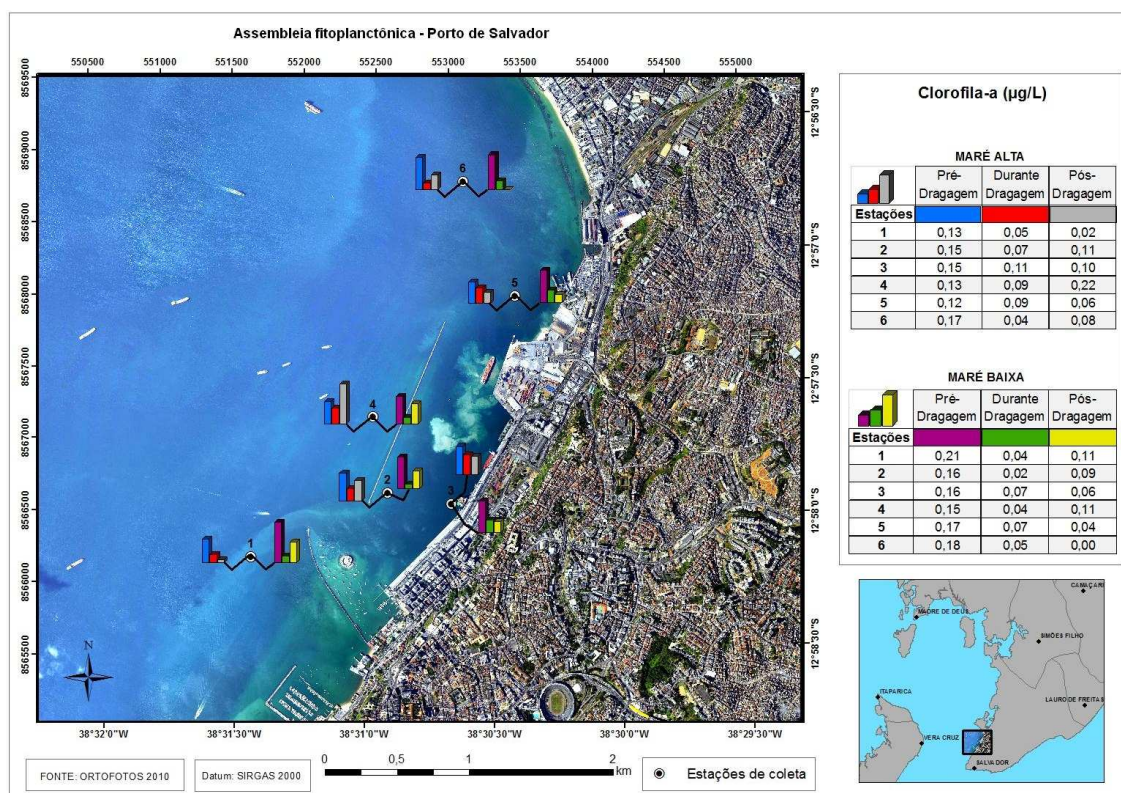 Assembleia fitoplanctônica - Porto de Salvador
550500 551000 551500 552000 552500 553000 553500 554000 554500 555000
8569500
8569000
8568500
8568000
8567500
8567000
8566500
8566000
8565500
12°56'30"S
12°57'0"S
12°57'30"S
12°58'0"S
12°58'30"S
6
5
4
2
3
1
N
38°32'0"W 38°31'30"W 38°31'0"W 38°30'30"W 38°30'0"W 38°29'30"W
FONTE: ORTOFOTOS 2010
Datum: SIRGAS 2000
0 0,5 1 2
km
Estações de coleta
Clorofila-a (µg/L)
MARÉ ALTA
Pré-Dragagem Durante Dragagem Pós-Dragagem
Estações
1 0,13 0,05 0,02
2 0,15 0,07 0,11
3 0,15 0,11 0,10
4 0,13 0,09 0,22
5 0,12 0,09 0,06
6 0,17 0,04 0,08
MARÉ BAIXA
Pré-Dragagem Durante Dragagem Pós-Dragagem
Estações
1 0,21 0,04 0,11
2 0,16 0,02 0,09
3 0,16 0,07 0,06
4 0,15 0,04 0,11
5 0,17 0,07 0,04
6 0,18 0,05 0,00
CAMAÇARI
MADRE DE DEUS
SIMÕES FILHO
ITAPARICA
LAURO DE FREITAS
VERA CRUZ
SALVADOR